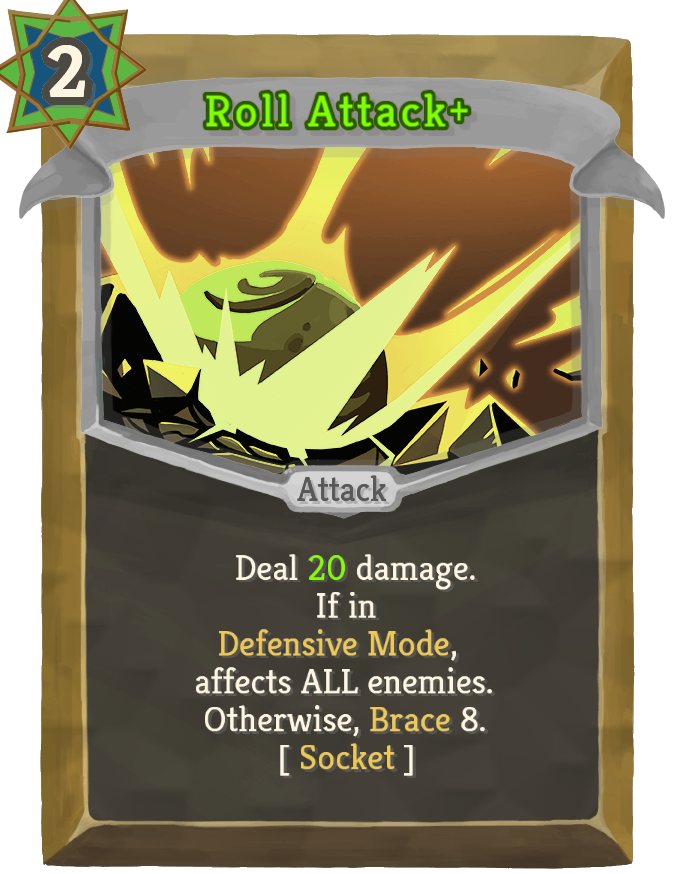 2
Roll Attack+
Attack
Deal 20 damage.
If in
Defensive Mode,
affects ALL enemies.
Otherwise, Brace 8.
[ Socket ]